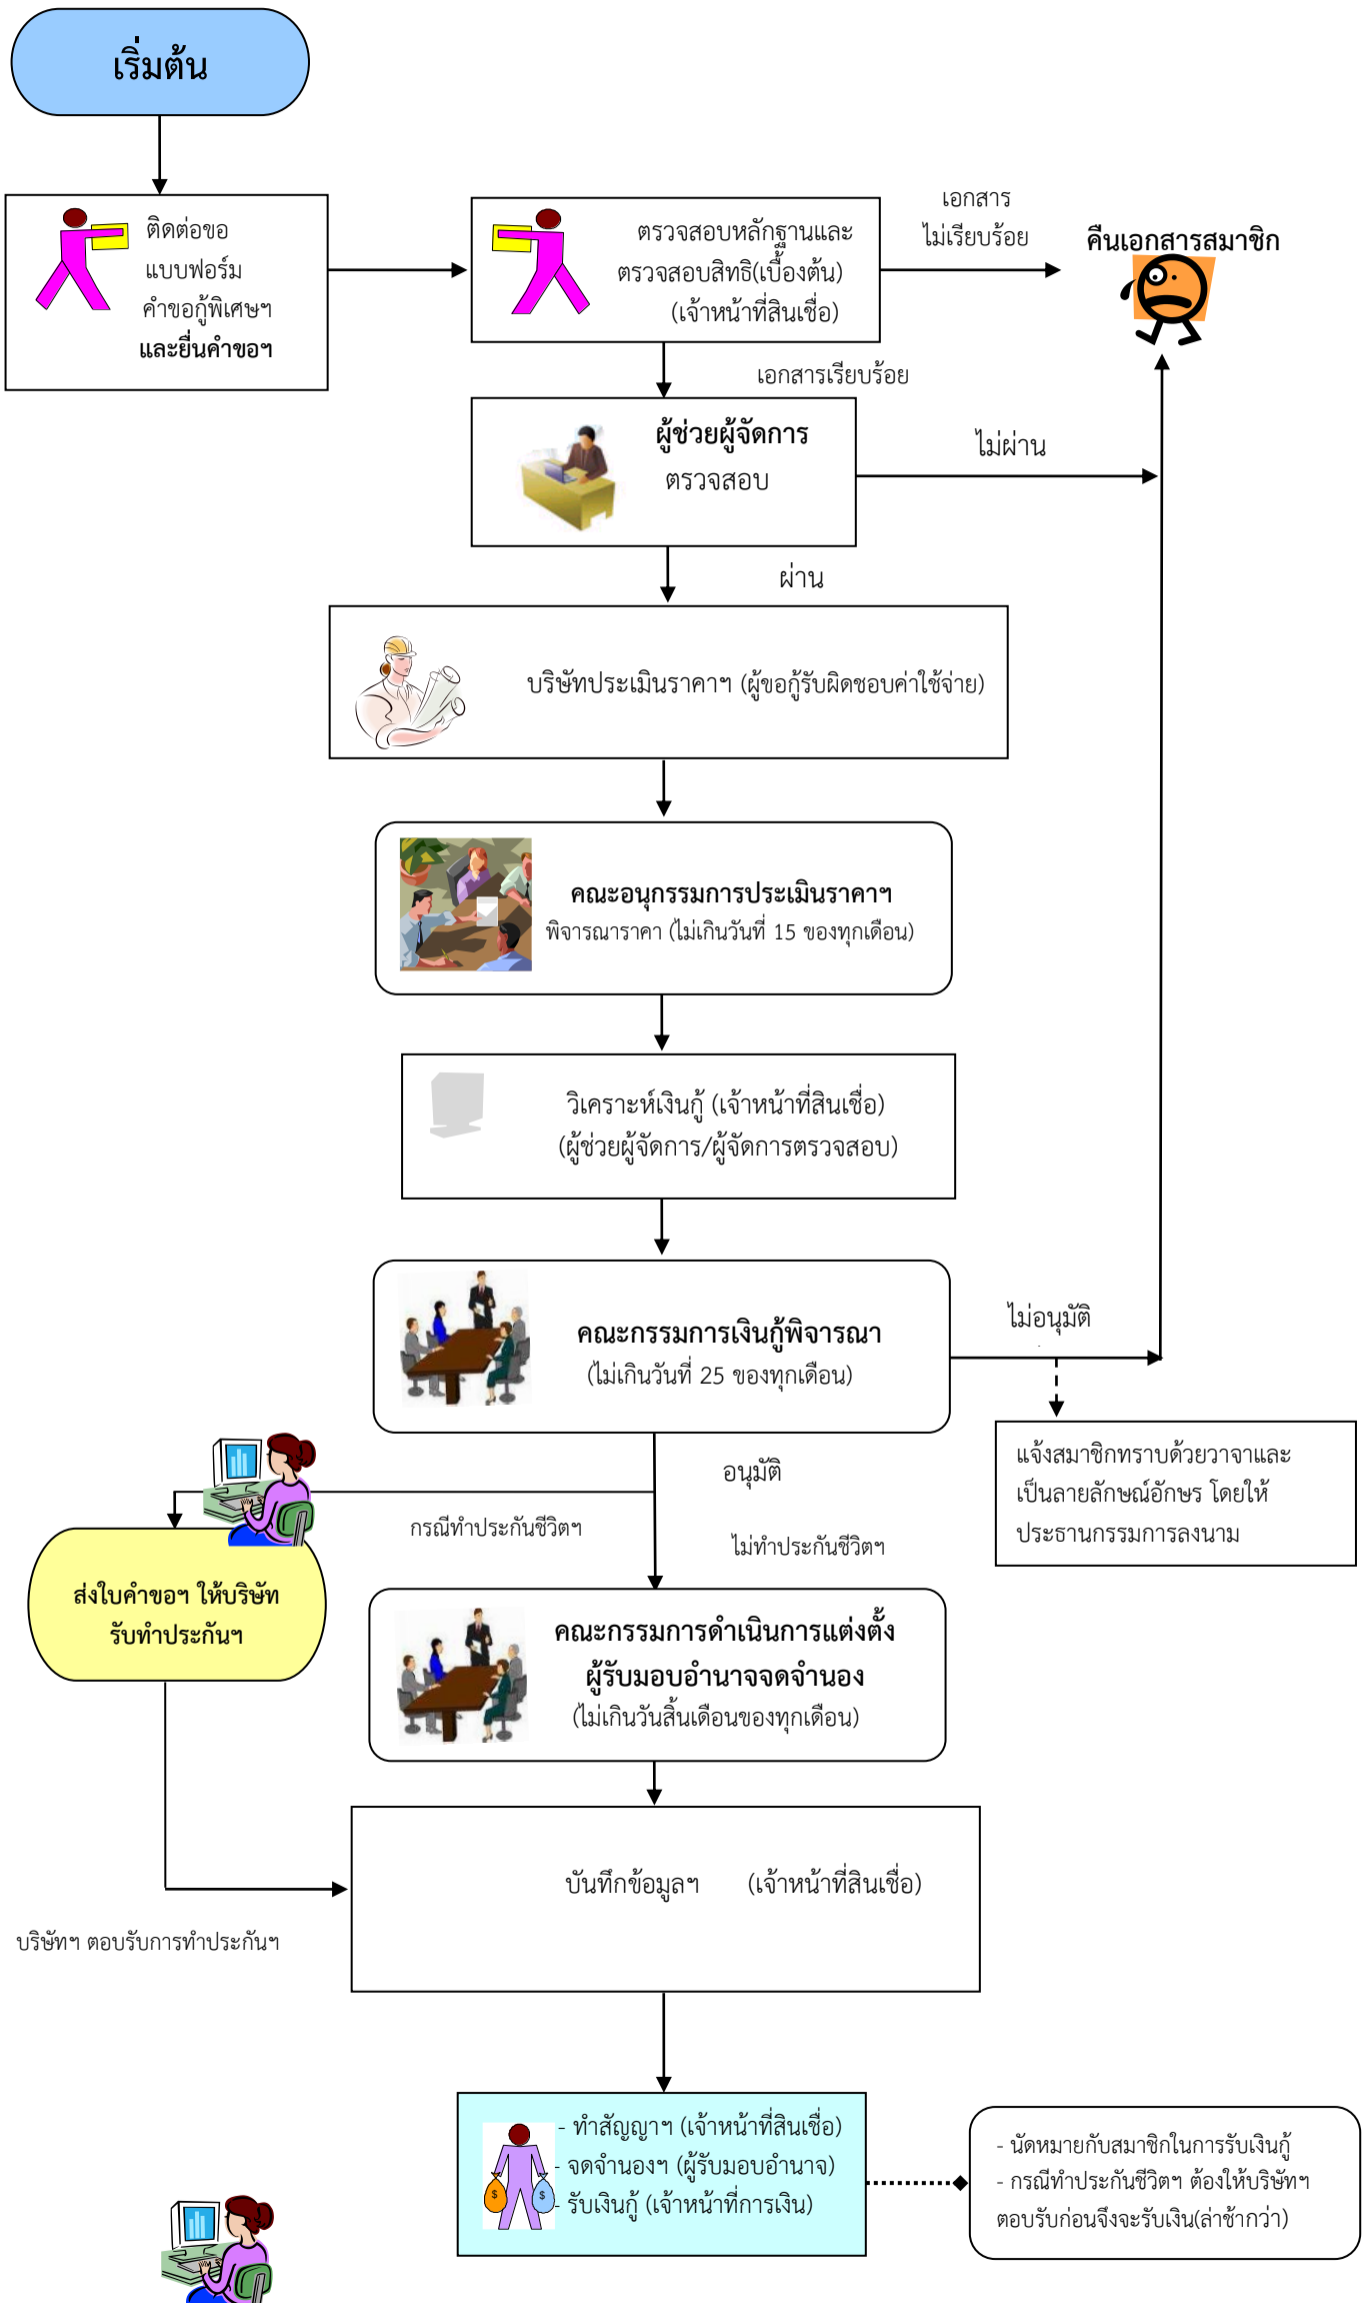 เริ่มต้น
ติดต่อขอ
แบบฟอร์ม
คำขอกู้พิเศษฯ
และยื่นคำขอฯ
ตรวจสอบหลักฐานและ
ตรวจสอบสิทธิ(เบื้องต้น)
(เจ้าหน้าที่สินเชื่อ)
เอกสาร
ไม่เรียบร้อย
คืนเอกสารสมาชิก
เอกสารเรียบร้อย
ผู้ช่วยผู้จัดการ
ตรวจสอบ
ไม่ผ่าน
ผ่าน
บริษัทประเมินราคาฯ (ผู้ขอกู้รับผิดชอบค่าใช้จ่าย)
คณะอนุกรรมการประเมินราคาฯ
พิจารณาราคา (ไม่เกินวันที่ 15 ของทุกเดือน)
วิเคราะห์เงินกู้ (เจ้าหน้าที่สินเชื่อ)
(ผู้ช่วยผู้จัดการ/ผู้จัดการตรวจสอบ)
คณะกรรมการเงินกู้พิจารณา
(ไม่เกินวันที่ 25 ของทุกเดือน)
ไม่อนุมัติ
แจ้งสมาชิกทราบด้วยวาจาและ
เป็นลายลักษณ์อักษร โดยให้
ประธานกรรมการลงนาม
อนุมัติ
กรณีทำประกันชีวิตฯ
ไม่ทำประกันชีวิตฯ
ส่งใบคำขอฯ ให้บริษัท
รับทำประกันฯ
คณะกรรมการดำเนินการแต่งตั้ง
ผู้รับมอบอำนาจจดจำนอง
(ไม่เกินวันสิ้นเดือนของทุกเดือน)
บันทึกข้อมูลฯ (เจ้าหน้าที่สินเชื่อ)
บริษัทฯ ตอบรับการทำประกันฯ
- ทำสัญญาฯ (เจ้าหน้าที่สินเชื่อ)
- จดจำนองฯ (ผู้รับมอบอำนาจ)
- รับเงินกู้ (เจ้าหน้าที่การเงิน)
$ $
- นัดหมายกับสมาชิกในการรับเงินกู้
- กรณีทำประกันชีวิตฯ ต้องให้บริษัทฯ
ตอบรับก่อนจึงจะรับเงิน(ล่าช้ากว่า)